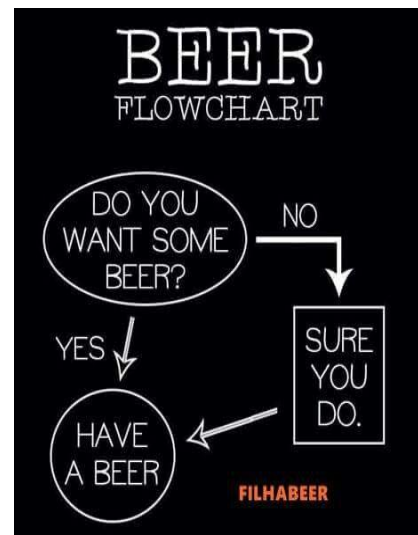 BEER
FLOWCHART
DO YOU
WANT SOME
BEER?
NO
YES
SURE
YOU
DO.
HAVE
A BEER
FILHABEER